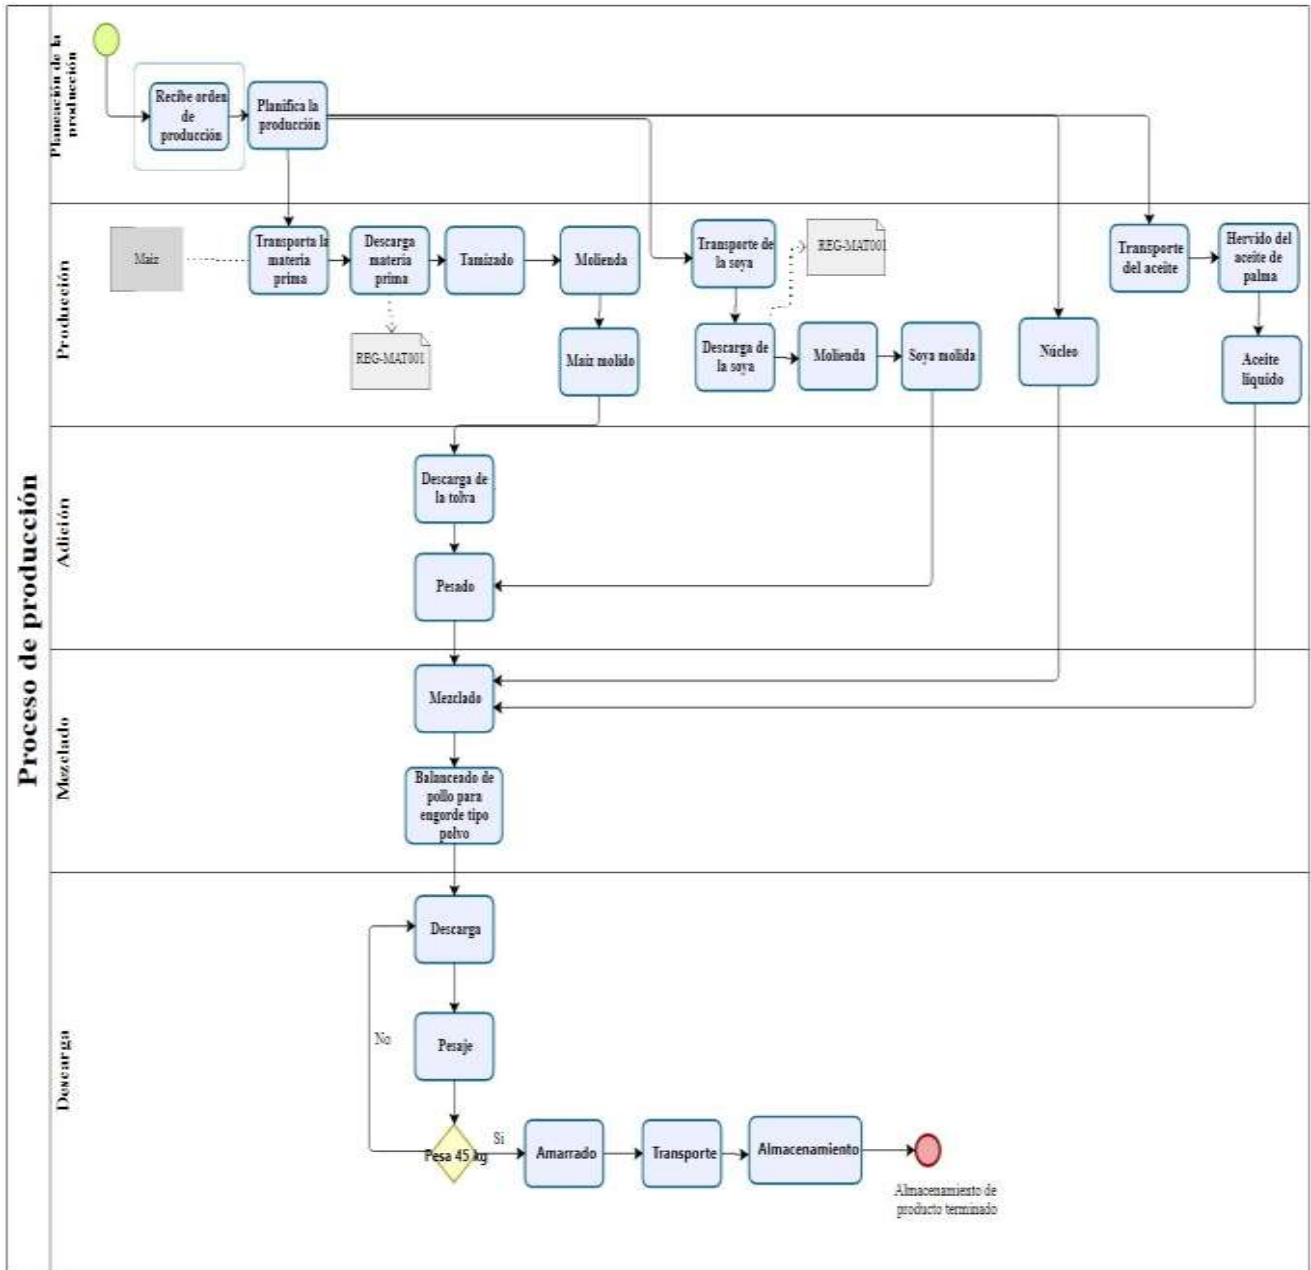 Proceso de producción
Planeación de la
producción
Recibe orden
de
producción
Planifica la
producción
Producción
Maiz
Transporta la
materia
prima
Descarga
materia
prima
Tamizado
Molienda
Transporte de
la soya
REG-MAT001
Transporte
del aceite
Hervido del
aceite de
palma
REG-MAT001
Maiz molido
Descarga de
la soya
Molienda
Soya molida
Núcleo
Aceite
líquido
Adición
Descarga de
la tolva
Pesado
Mezclado
Mezclado
Balanceado de
pollo para
engorde tipo
polvo
Descarga
Descarga
No
Pesaje
Pesa 45 kg
Si
Amarrado
Transporte
Almacenamiento
Almacenamiento de
producto terminado